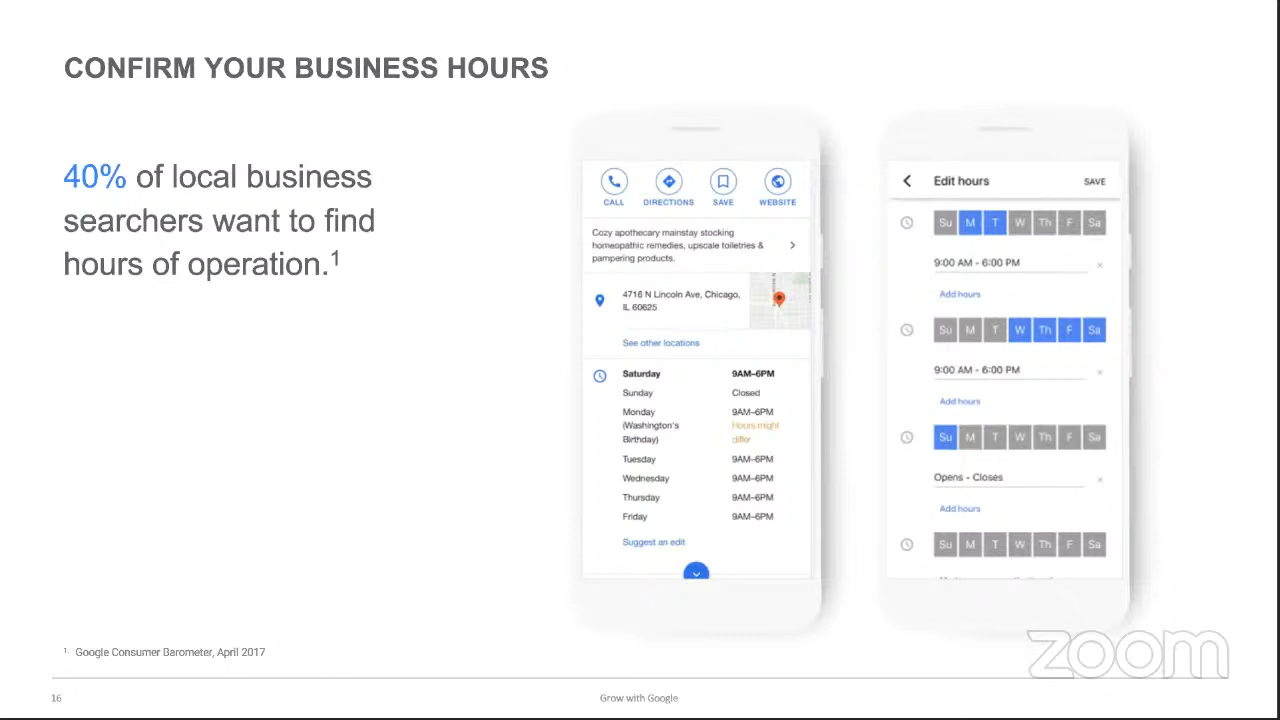 CONFIRM YOUR BUSINESS HOURS
40% of local business
searchers want to find
hours of operation.1
CALL DIRECTIONS SAVE WEBSITE
Cozy apothecary mainstay stocking
homeopathic remedies, upscale toiletries &
pampering products.
4716 N Lincoln Ave, Chicago,
IL 60625
See other locations
Saturday 9AM–6PM
Sunday Closed
Monday 9AM–6PM
(Washington's Hours might
Birthday) differ
Tuesday 9AM–6PM
Wednesday 9AM–6PM
Thursday 9AM–6PM
Friday 9AM–6PM
Suggest an edit
Edit hours SAVE
Su M T W Th F Sa
9:00 AM - 6:00 PM ×
Add hours
Su M T W Th F Sa
9:00 AM - 6:00 PM ×
Add hours
Su M T W Th F Sa
Opens - Closes ×
Add hours
Su M T W Th F Sa
1. Google Consumer Barometer, April 2017
zoom
16 Grow with Google